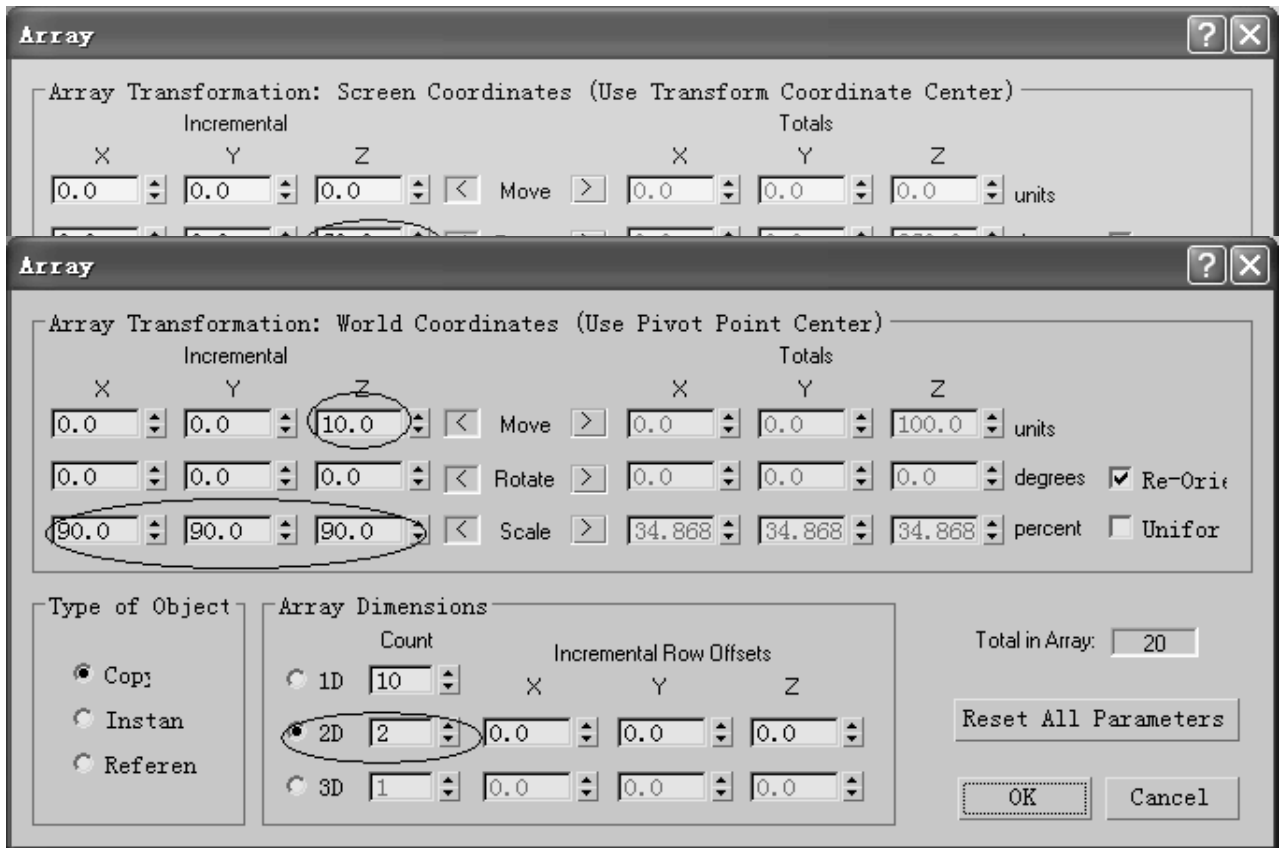 Array
Array Transformation: Screen Coordinates (Use Transform Coordinate Center)
Incremental Totals
X Y Z X Y Z
0.0 0.0 0.0 < Move > 0.0 0.0 0.0 units
Array
Array Transformation: World Coordinates (Use Pivot Point Center)
Incremental Totals
X Y Z X Y Z
0.0 0.0 10.0 < Move > 0.0 0.0 100.0 units
0.0 0.0 0.0 < Rotate > 0.0 0.0 0.0 degrees Re-Orie
90.0 90.0 90.0 < Scale > 34.868 34.868 34.868 percent Unifor
Type of Object Array Dimensions
Count Incremental Row Offsets Total in Array: 20
Copy 1D 10 X Y Z
Instan 2D 2 0.0 0.0 0.0 Reset All Parameters
Referen 3D 1 0.0 0.0 0.0
OK Cancel